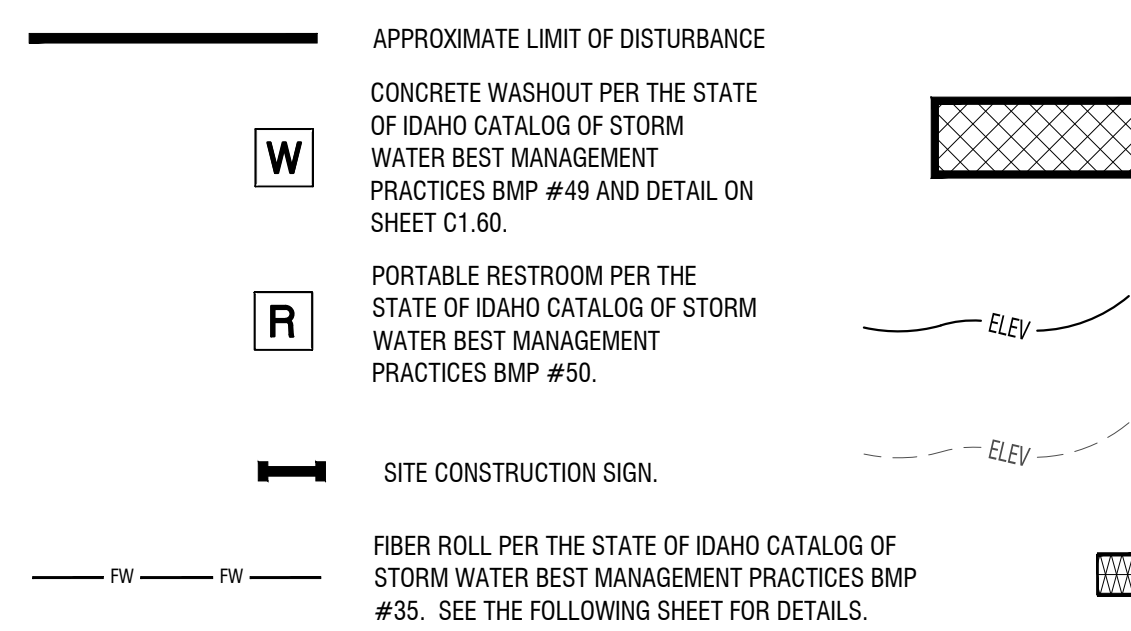 APPROXIMATE LIMIT OF DISTURBANCE
W
CONCRETE WASHOUT PER THE STATE
OF IDAHO CATALOG OF STORM
WATER BEST MANAGEMENT
PRACTICES BMP #49 AND DETAIL ON
SHEET C1.60.
R
PORTABLE RESTROOM PER THE
STATE OF IDAHO CATALOG OF STORM
WATER BEST MANAGEMENT
PRACTICES BMP #50.
ELEV
ELEV
SITE CONSTRUCTION SIGN.
FW FW
FIBER ROLL PER THE STATE OF IDAHO CATALOG OF
STORM WATER BEST MANAGEMENT PRACTICES BMP
#35. SEE THE FOLLOWING SHEET FOR DETAILS.